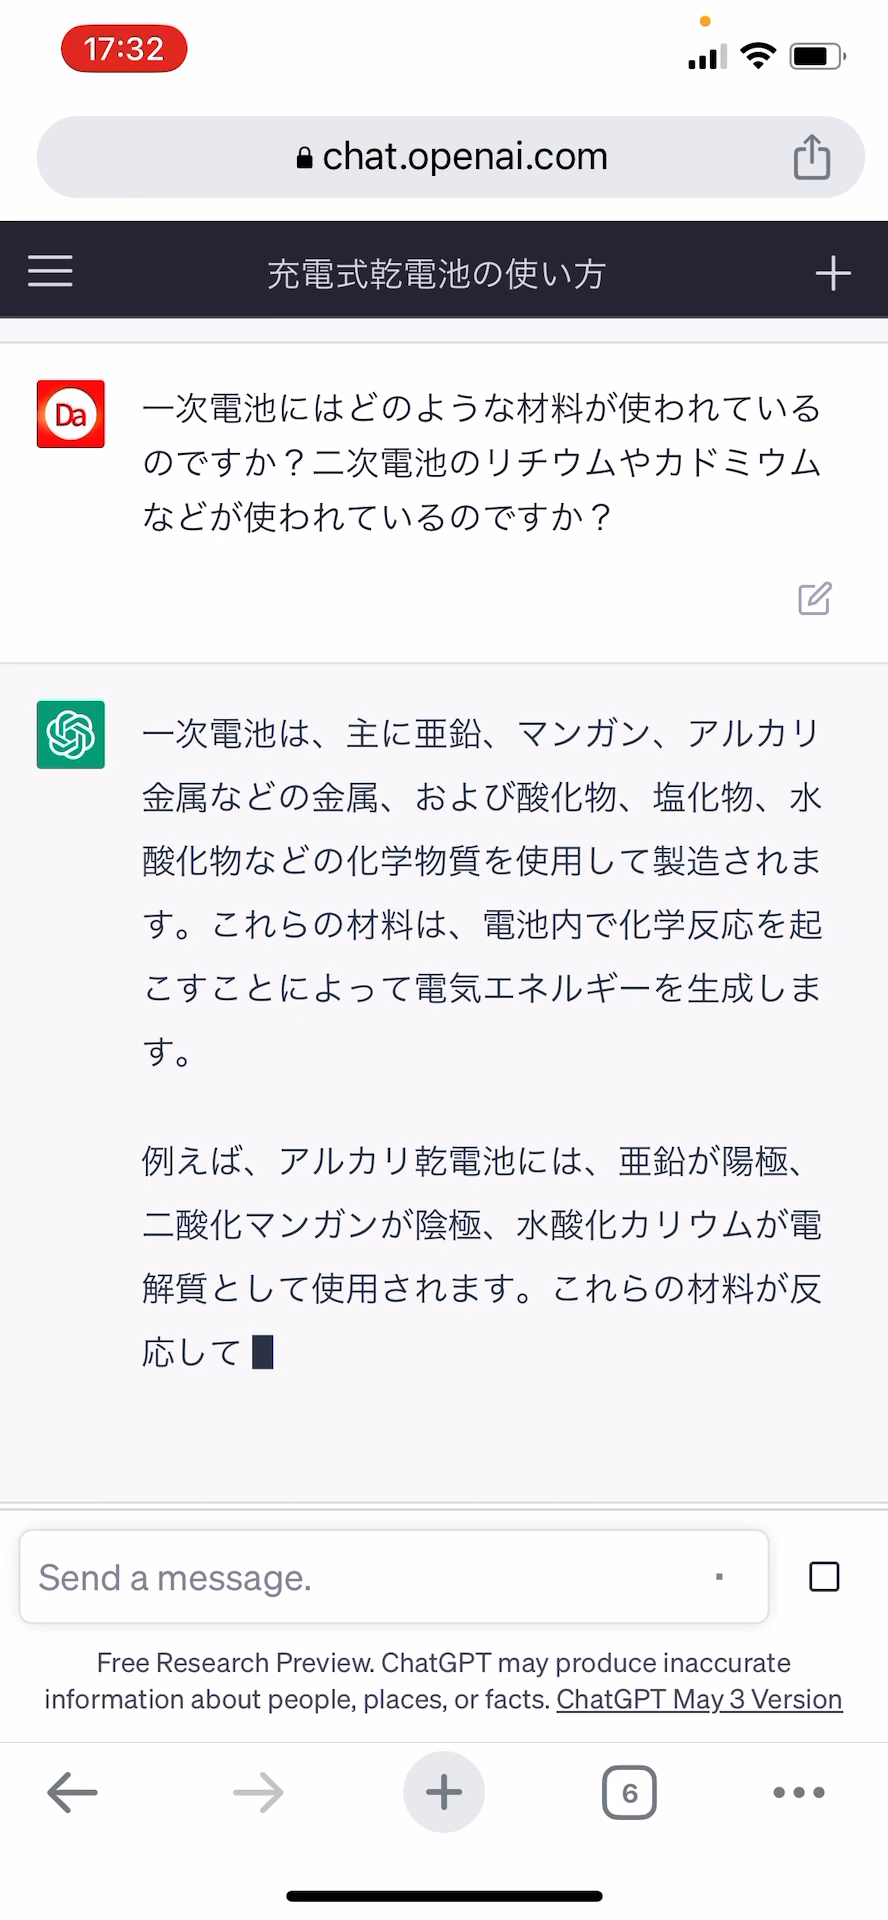 17:32
chat.openai.com
充電式乾電池の使い方
Da
一次電池にはどのような材料が使われている
のですか？二次電池のリチウムやカドミウム
などが使われているのですか？
一次電池は、主に亜鉛、マンガン、アルカリ
金属などの金属、および酸化物、塩化物、水
酸化物などの化学物質を使用して製造されま
す。これらの材料は、電池内で化学反応を起
こすことによって電気エネルギーを生成しま
す。
例えば、アルカリ乾電池には、亜鉛が陽極、
二酸化マンガンが陰極、水酸化カリウムが電
解質として使用されます。これらの材料が反
応して
Send a message.
Free Research Preview. ChatGPT may produce inaccurate
information about people, places, or facts. ChatGPT May 3 Version
6